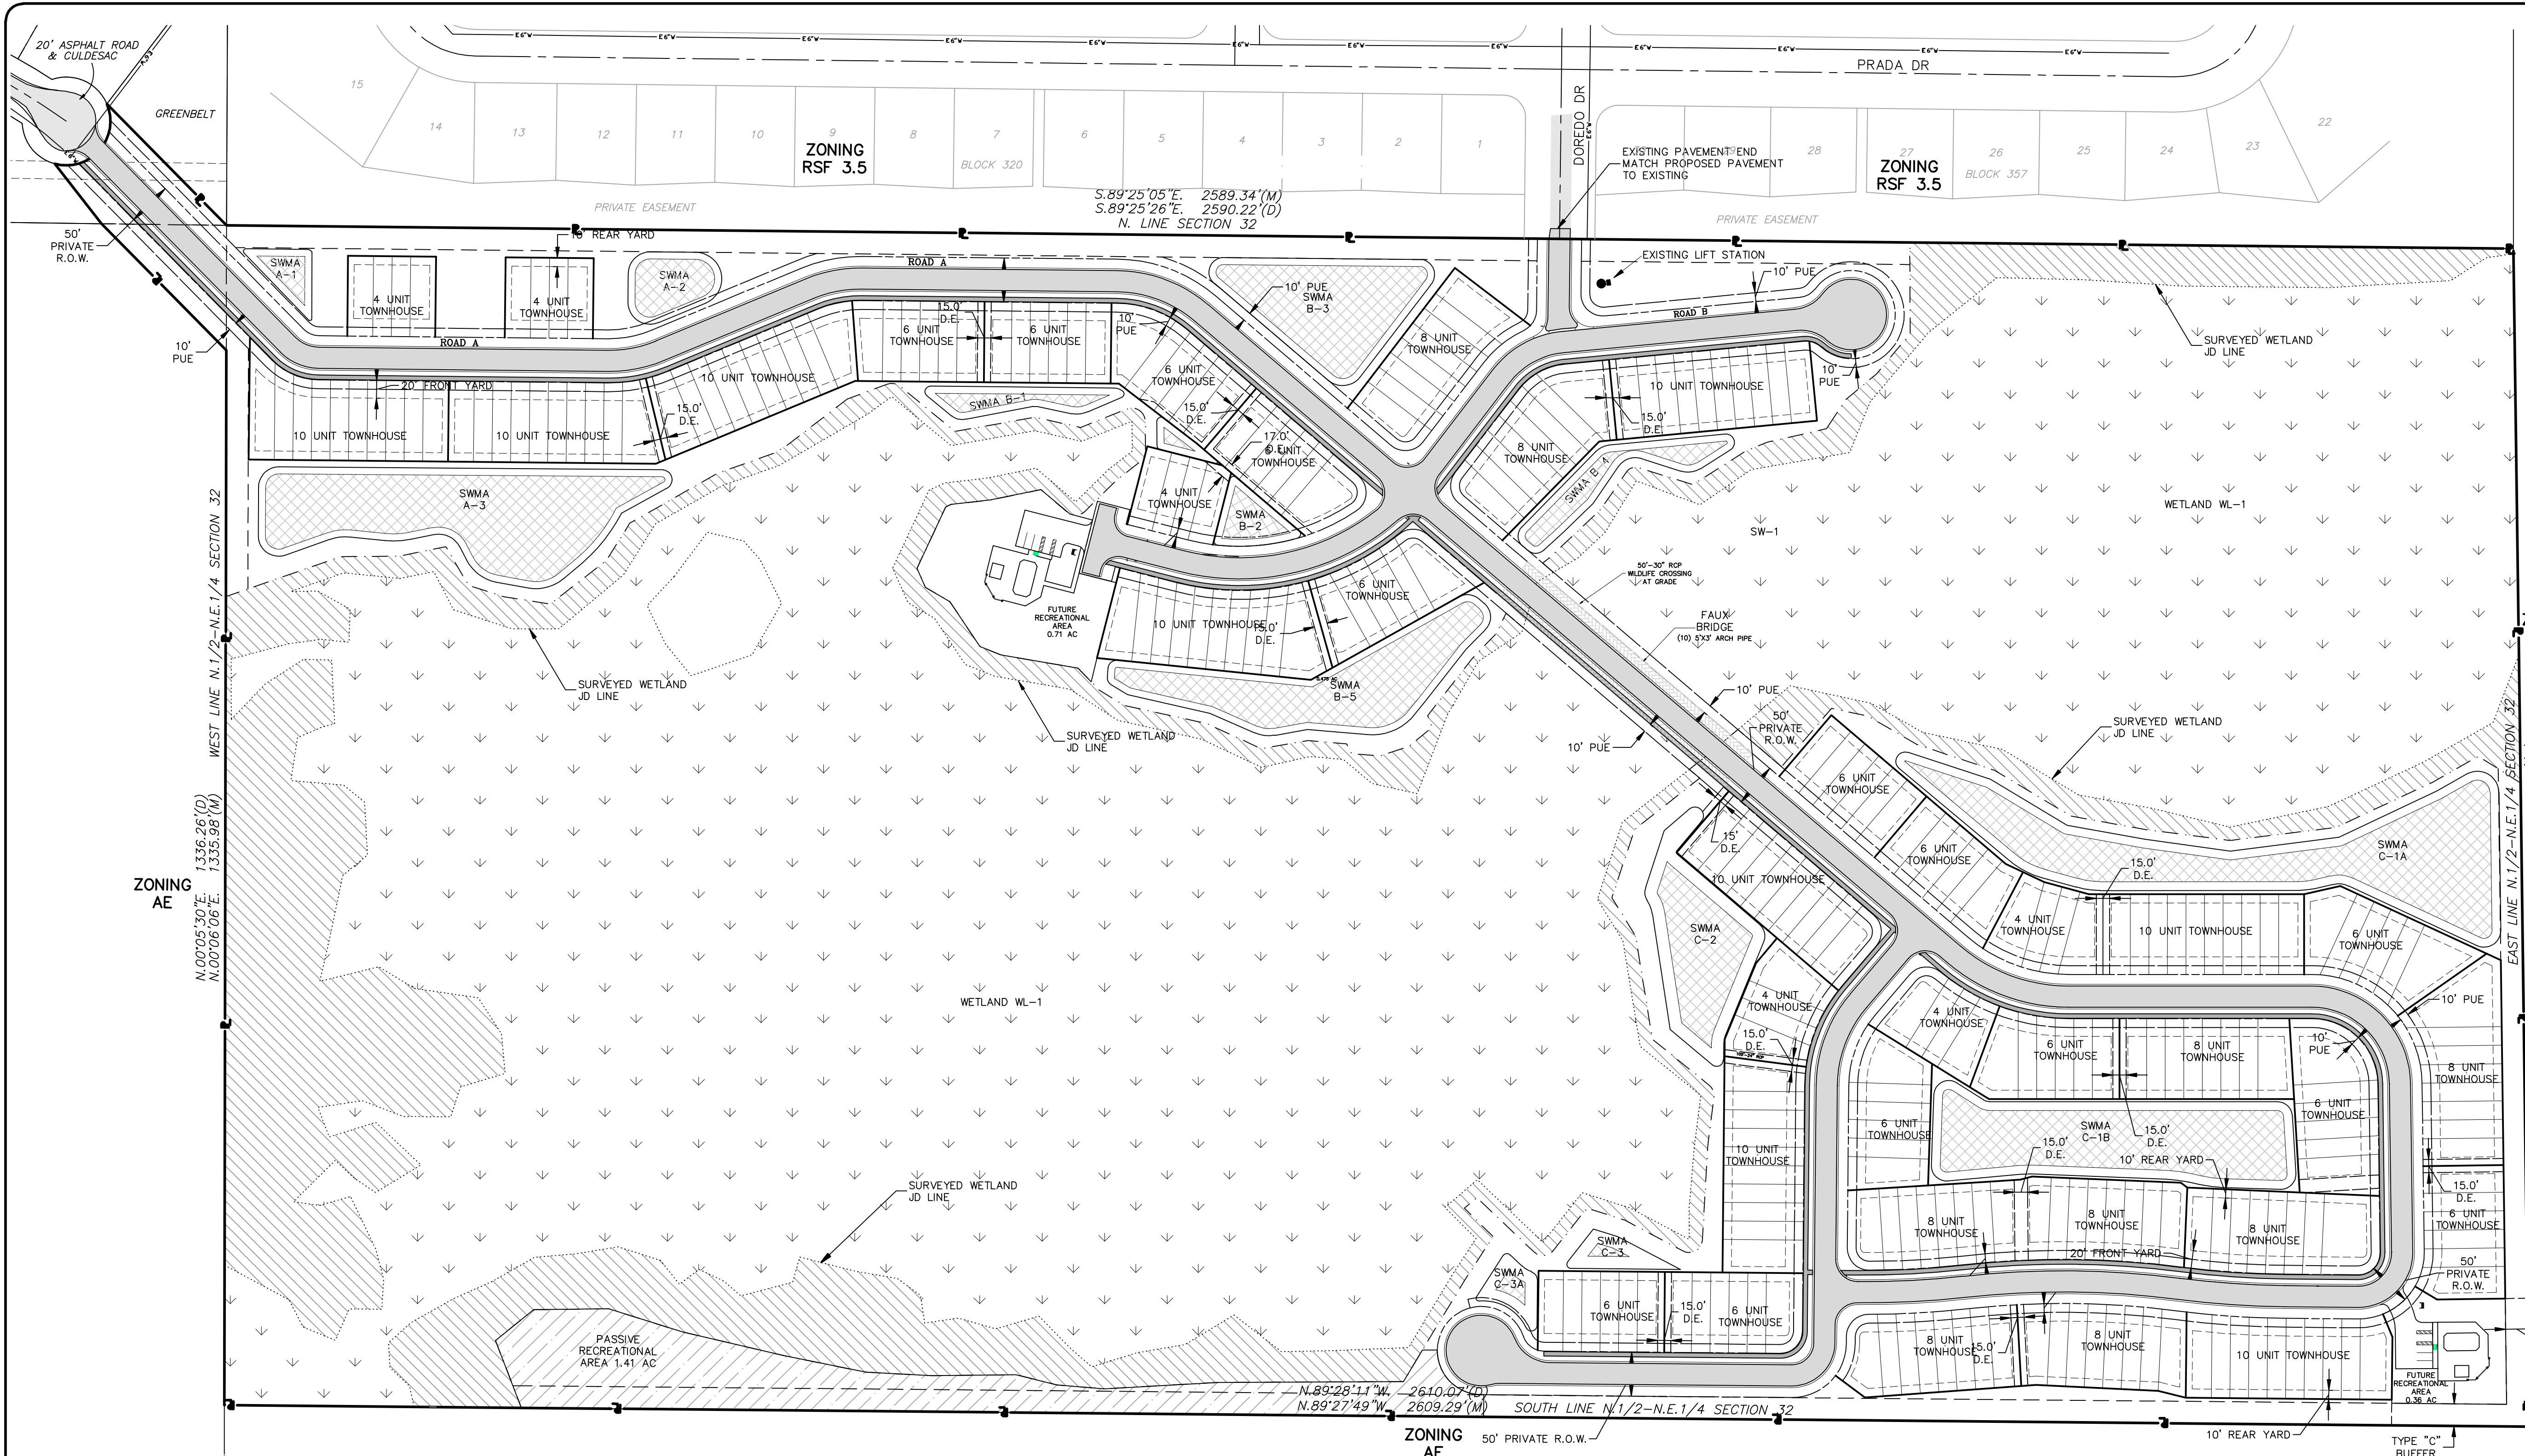 20' ASPHALT ROAD
& CULDESAC
GREENBELT
E 6"W
E 6"W
E 6"W
E 6"W
E 6"W
E 6"W
E 6"W
E 6"W
E 6"W
E 6"W
E 6"W
E 6"W
PRADA DR
DOREDO DR
E 6"W
15
14
13
12
11
10
9
8
7
6
5
4
3
2
1
28
27
26
25
24
23
22
ZONING
RSF 3.5
BLOCK 320
ZONING
RSF 3.5
BLOCK 357
EXISTING PAVEMENT END
MATCH PROPOSED PAVEMENT
TO EXISTING
PRIVATE EASEMENT
S.89°25'05"E. 2589.34'(M)
S.89°25'26"E. 2590.22'(D)
N. LINE SECTION 32
PRIVATE EASEMENT
50'
PRIVATE
R.O.W.
10' REAR YARD
SWMA
A-1
4 UNIT
TOWNHOUSE
4 UNIT
TOWNHOUSE
SWMA
A-2
ROAD A
10' PUE
SWMA
B-3
EXISTING LIFT STATION
10' PUE
ROAD B
SURVEYED WETLAND
JD LINE
10'
PUE
ROAD A
15.0'
D.E.
6 UNIT
TOWNHOUSE
6 UNIT
TOWNHOUSE
10'
PUE
8 UNIT
TOWNHOUSE
10'
PUE
20' FRONT YARD
10 UNIT TOWNHOUSE
6 UNIT
TOWNHOUSE
10 UNIT TOWNHOUSE
SWMA B-1
15.0'
D.E.
15.0'
D.E.
15.0'
D.E.
10 UNIT TOWNHOUSE
10 UNIT TOWNHOUSE
17.0'
D.E.
6 UNIT
TOWNHOUSE
8 UNIT
TOWNHOUSE
SWMA B-4
SWMA
A-3
4 UNIT
TOWNHOUSE
SWMA
B-2
WETLAND WL-1
SW-1
50'-30" RCP
WILDLIFE CROSSING
AT GRADE
6 UNIT
TOWNHOUSE
FUTURE
RECREATIONAL
AREA
0.71 AC
10 UNIT TOWNHOUSE
15.0'
D.E.
FAUX
BRIDGE
(10) 5'X3' ARCH PIPE
WEST LINE N.1/2-N.E.1/4 SECTION 32
SURVEYED WETLAND
JD LINE
SWMA
B-5
10' PUE
SURVEYED WETLAND
JD LINE
50'
PRIVATE
R.O.W.
10' PUE
SURVEYED WETLAND
JD LINE
EAST LINE N.1/2-N.E.1/4 SECTION 32
6 UNIT
TOWNHOUSE
N.00°05'30"E. 1336.26'(D)
N.00°06'06"E. 1335.98'(M)
ZONING
AE
15'
D.E.
10 UNIT TOWNHOUSE
6 UNIT
TOWNHOUSE
15.0'
D.E.
SWMA
C-1A
SWMA
C-2
4 UNIT
TOWNHOUSE
10 UNIT TOWNHOUSE
6 UNIT
TOWNHOUSE
WETLAND WL-1
4 UNIT
TOWNHOUSE
4 UNIT
TOWNHOUSE
10' PUE
15.0'
D.E.
6 UNIT
TOWNHOUSE
8 UNIT
TOWNHOUSE
10'
PUE
8 UNIT
TOWNHOUSE
6 UNIT
TOWNHOUSE
6 UNIT
TOWNHOUSE
SWMA
C-1B
15.0'
D.E.
15.0'
D.E.
10' REAR YARD
10 UNIT
TOWNHOUSE
15.0'
D.E.
SURVEYED WETLAND
JD LINE
8 UNIT
TOWNHOUSE
8 UNIT
TOWNHOUSE
8 UNIT
TOWNHOUSE
6 UNIT
TOWNHOUSE
20' FRONT YARD
SWMA
C-3
SWMA
C-3A
50'
PRIVATE
R.O.W.
6 UNIT
TOWNHOUSE
15.0'
D.E.
6 UNIT
TOWNHOUSE
PASSIVE
RECREATIONAL
AREA 1.41 AC
8 UNIT
TOWNHOUSE
15.0'
D.E.
8 UNIT
TOWNHOUSE
10 UNIT TOWNHOUSE
FUTURE
RECREATIONAL
AREA
0.36 AC
N.89°28'11"W. 2610.07'(D)
N.89°27'49"W. 2609.29'(M)
SOUTH LINE N.1/2-N.E.1/4 SECTION 32
ZONING
AE
50' PRIVATE R.O.W.
10' REAR YARD
TYPE "C"
BUFFER